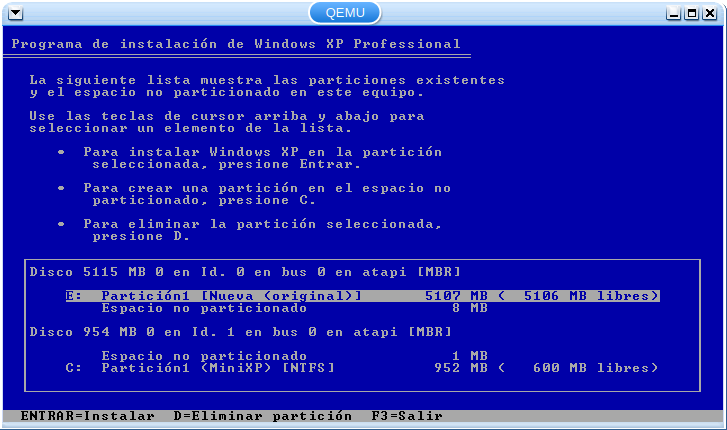 QEMU
Programa de instalación de Windows XP Professional
La siguiente lista muestra las particiones existentes
y el espacio no particionado en este equipo.
Use las teclas de cursor arriba y abajo para
seleccionar un elemento de la lista.
• Para instalar Windows XP en la partición
seleccionada, presione Entrar.
• Para crear una partición en el espacio no
particionado, presione C.
• Para eliminar la partición seleccionada,
presione D.
Disco 5115 MB 0 en Id. 0 en bus 0 en atapi [MBR]
E: Partición1 [Nueva (original)] 5107 MB ( 5106 MB libres)
Espacio no particionado 8 MB
Disco 954 MB 0 en Id. 1 en bus 0 en atapi [MBR]
Espacio no particionado 1 MB
C: Partición1 (MiniXP) [NTFS] 952 MB ( 600 MB libres)
ENTRAR=Instalar D=Eliminar partición F3=Salir